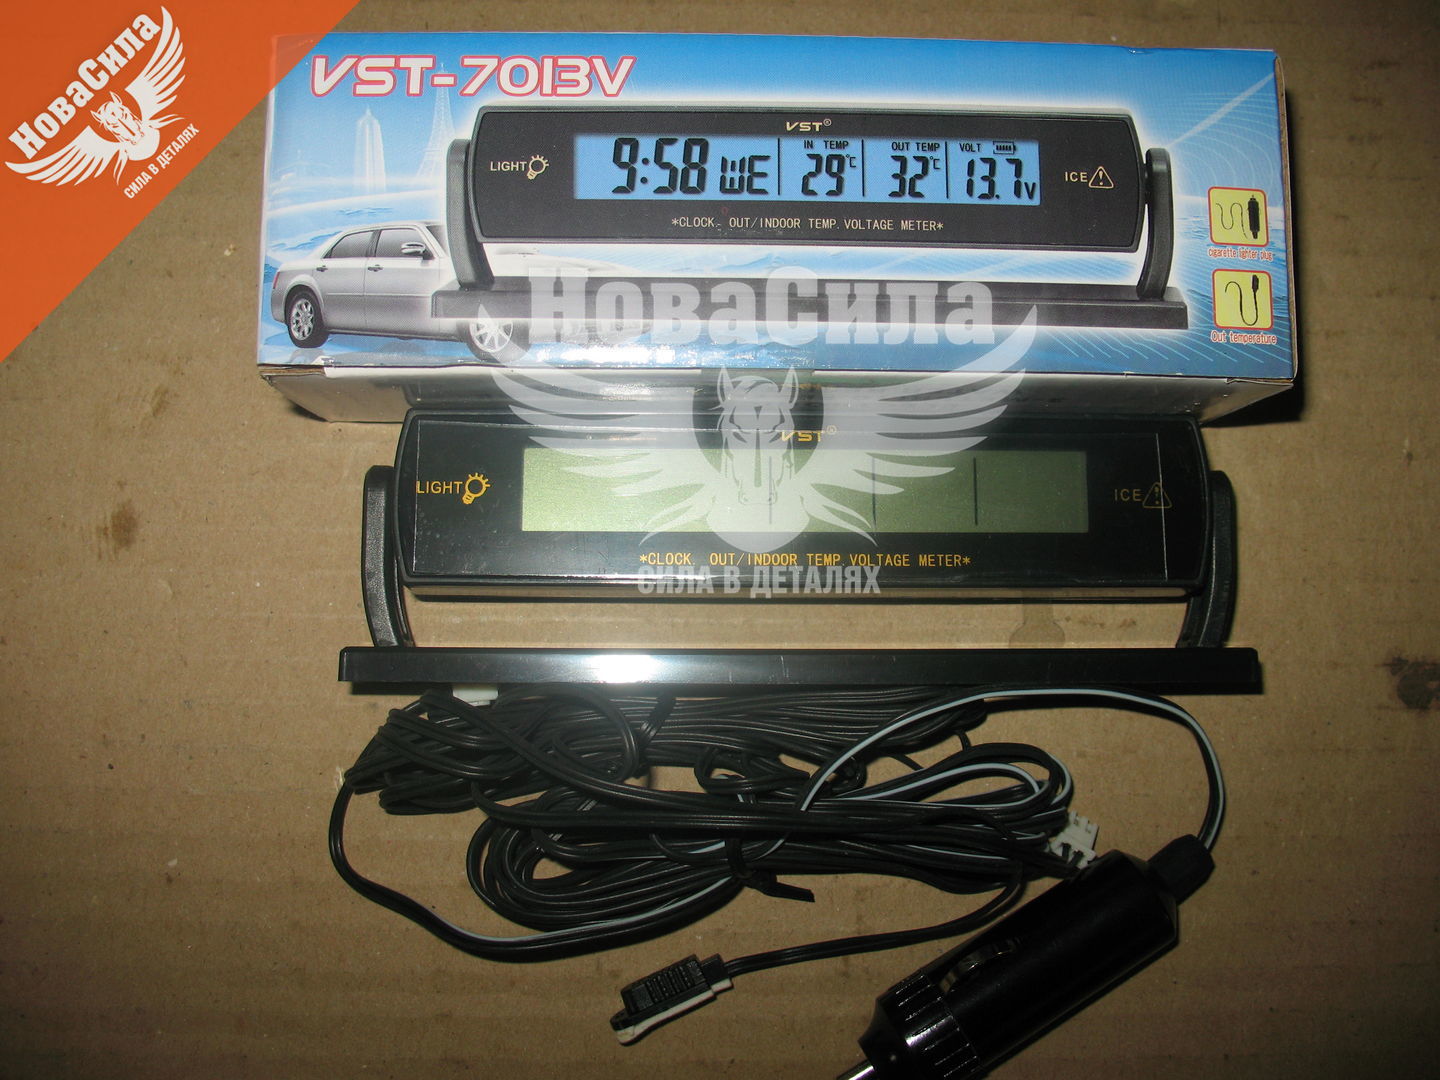 НоваСила
СИЛА В ДЕТАЛЯХ
VST-7013V
VST®
LIGHT
9:58 WE
IN TEMP
29°C
OUT TEMP
32°C
VOLT
13.7V
ICE
*CLOCK. OUT/INDOOR TEMP.VOLTAGE METER*
cigarette lighter plug
Out temperature
НоваСила
VST®
LIGHT
ICE
*CLOCK. OUT/INDOOR TEMP.VOLTAGE METER*
СИЛА В ДЕТАЛЯХ